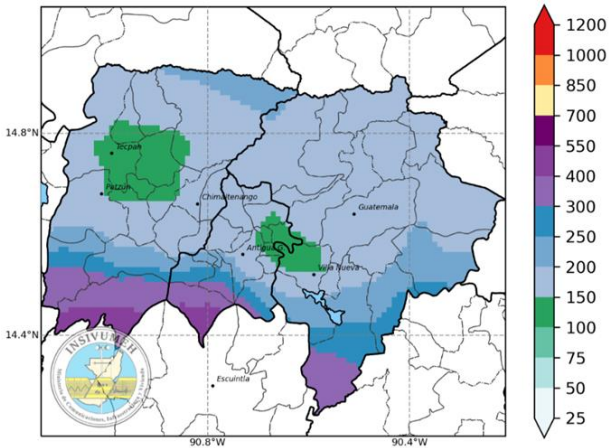 14.8°N
14.4°N
90.8°W
90.4°W
Tecpán
Patzún
Chimaltenango
Guatemala
Antigua
Villa Nueva
Escuintla
INSIVUMEH
1200
1000
850
700
550
400
300
250
200
150
100
75
50
25